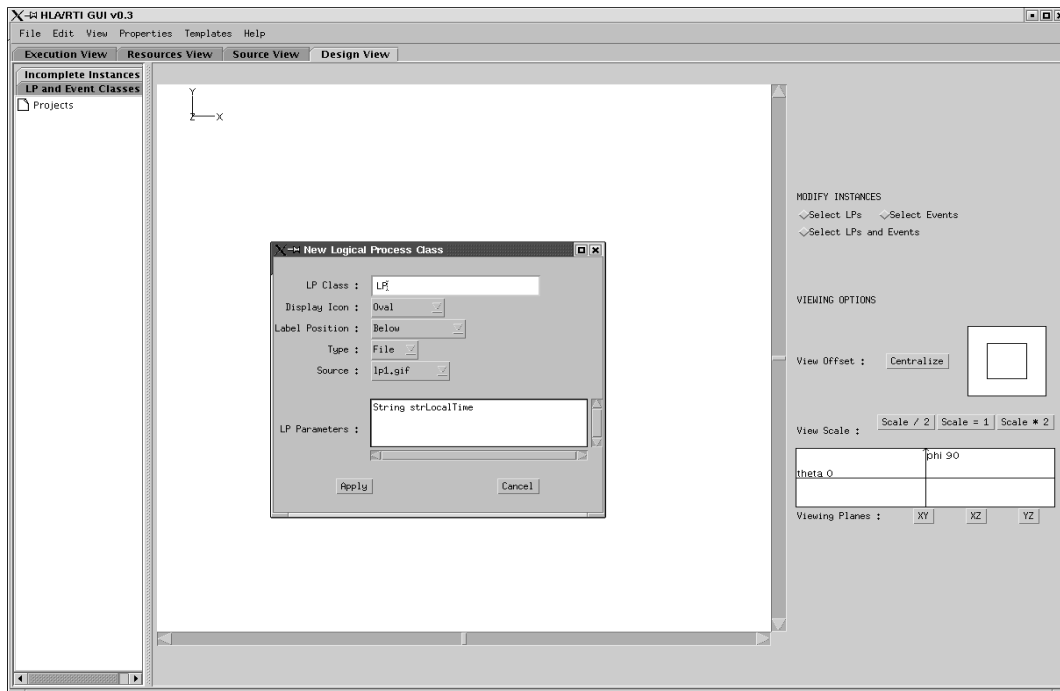 HLA/RTI GUI v0.3
File Edit View Properties Templates Help
Execution View Resources View Source View Design View
Incomplete Instances
LP and Event Classes
Projects
Y
Z X
New Logical Process Class
LP Class : LP
Display Icon : Oval
Label Position : Below
Type : File
Source : lp1.gif
LP Parameters : String strLocalTime
Apply Cancel
MODIFY INSTANCES
Select LPs Select Events
Select LPs and Events
VIEWING OPTIONS
View Offset : Centralize
View Scale : Scale / 2 Scale = 1 Scale * 2
phi 90
theta 0
Viewing Planes : XY XZ YZ